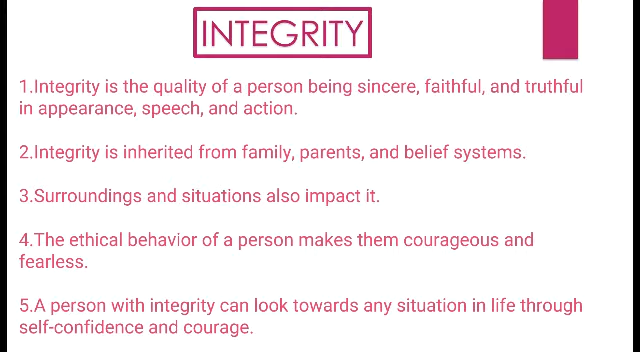 INTEGRITY
1.Integrity is the quality of a person being sincere, faithful, and truthful
in appearance, speech, and action.
2.Integrity is inherited from family, parents, and belief systems.
3.Surroundings and situations also impact it.
4.The ethical behavior of a person makes them courageous and
fearless.
5.A person with integrity can look towards any situation in life through
self-confidence and courage.